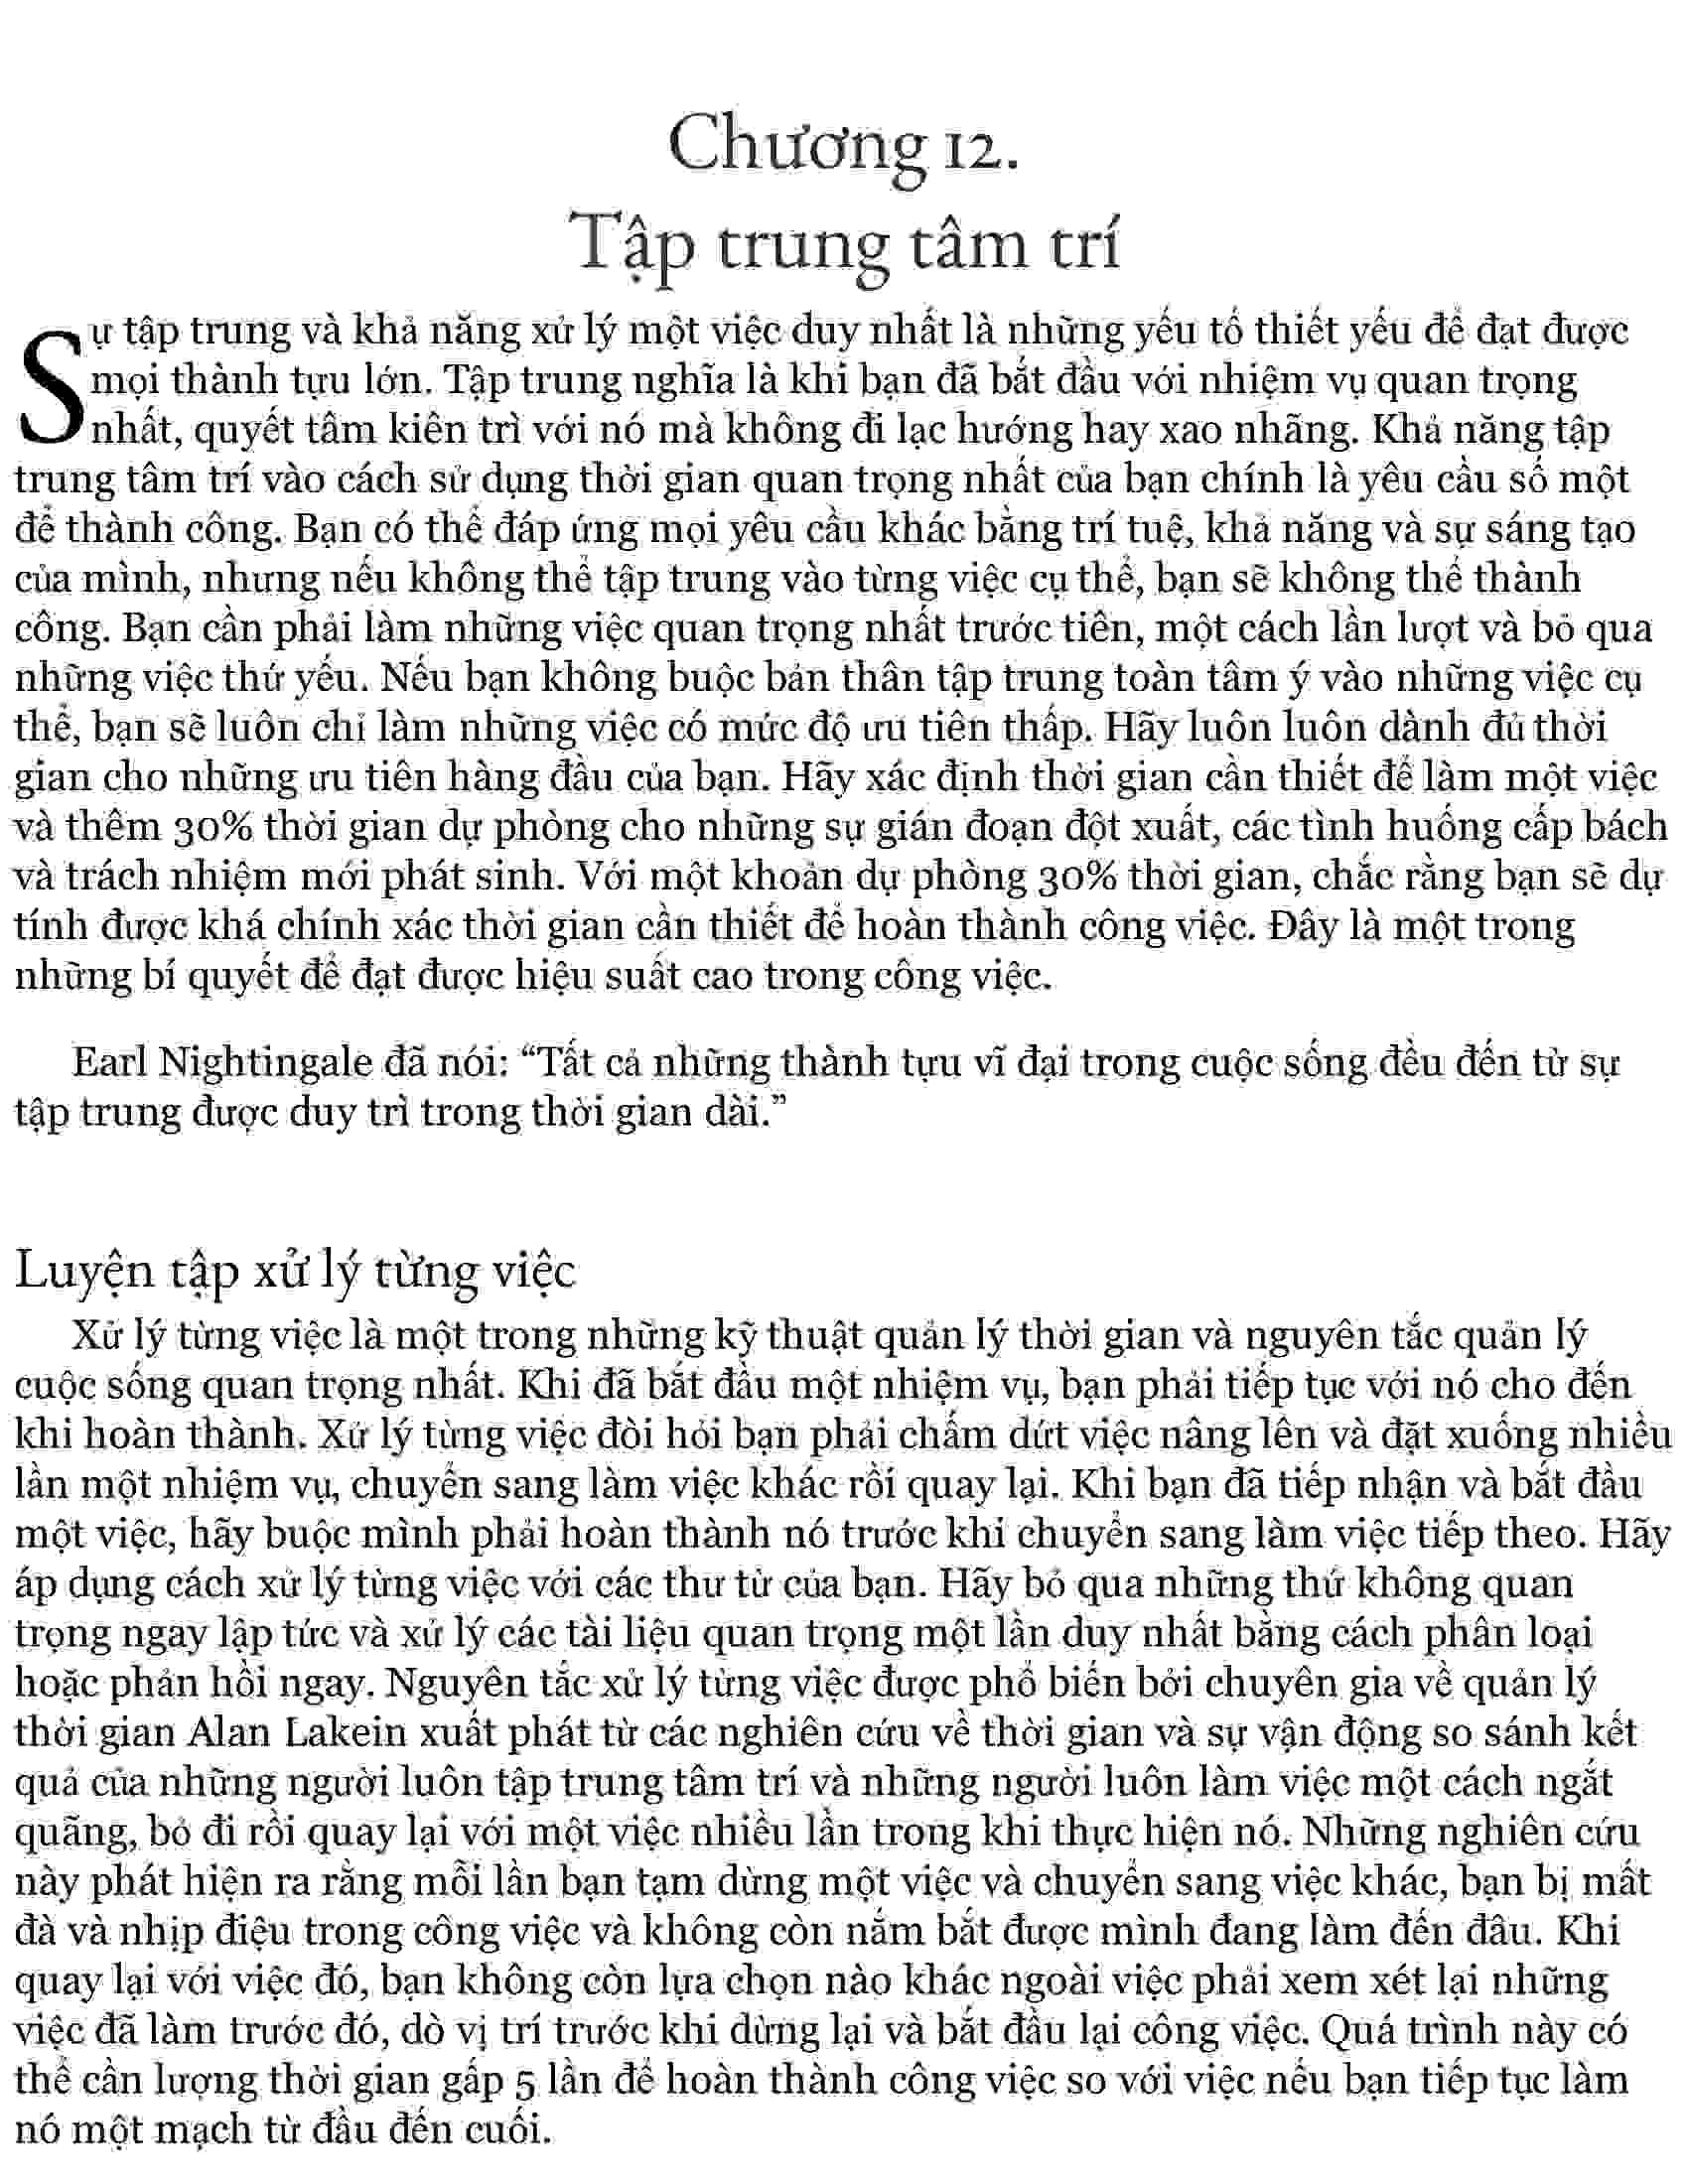 Chương 12.
Tập trung tâm trí
Sự tập trung và khả năng xử lý một việc duy nhất là những yếu tố thiết yếu để đạt được
mọi thành tựu lớn. Tập trung nghĩa là khi bạn đã bắt đầu với nhiệm vụ quan trọng
nhất, quyết tâm kiên trì với nó mà không đi lạc hướng hay xao nhãng. Khả năng tập
trung tâm trí vào cách sử dụng thời gian quan trọng nhất của bạn chính là yêu cầu số một
để thành công. Bạn có thể đáp ứng mọi yêu cầu khác bằng trí tuệ, khả năng và sự sáng tạo
của mình, nhưng nếu không thể tập trung vào từng việc cụ thể, bạn sẽ không thể thành
công. Bạn cần phải làm những việc quan trọng nhất trước tiên, một cách lần lượt và bỏ qua
những việc thứ yếu. Nếu bạn không buộc bản thân tập trung toàn tâm ý vào những việc cụ
thể, bạn sẽ luôn chỉ làm những việc có mức độ ưu tiên thấp. Hãy luôn luôn dành đủ thời
gian cho những ưu tiên hàng đầu của bạn. Hãy xác định thời gian cần thiết để làm một việc
và thêm 30% thời gian dự phòng cho những sự gián đoạn đột xuất, các tình huống cấp bách
và trách nhiệm mới phát sinh. Với một khoản dự phòng 30% thời gian, chắc rằng bạn sẽ dự
tính được khá chính xác thời gian cần thiết để hoàn thành công việc. Đây là một trong
những bí quyết để đạt được hiệu suất cao trong công việc.
Earl Nightingale đã nói: “Tất cả những thành tựu vĩ đại trong cuộc sống đều đến từ sự
tập trung được duy trì trong thời gian dài.”
Luyện tập xử lý từng việc
Xử lý từng việc là một trong những kỹ thuật quản lý thời gian và nguyên tắc quản lý
cuộc sống quan trọng nhất. Khi đã bắt đầu một nhiệm vụ, bạn phải tiếp tục với nó cho đến
khi hoàn thành. Xử lý từng việc đòi hỏi bạn phải chấm dứt việc nâng lên và đặt xuống nhiều
lần một nhiệm vụ, chuyển sang làm việc khác rồi quay lại. Khi bạn đã tiếp nhận và bắt đầu
một việc, hãy buộc mình phải hoàn thành nó trước khi chuyển sang làm việc tiếp theo. Hãy
áp dụng cách xử lý từng việc với các thư từ của bạn. Hãy bỏ qua những thứ không quan
trọng ngay lập tức và xử lý các tài liệu quan trọng một lần duy nhất bằng cách phân loại
hoặc phản hồi ngay. Nguyên tắc xử lý từng việc được phổ biến bởi chuyên gia về quản lý
thời gian Alan Lakein xuất phát từ các nghiên cứu về thời gian và sự vận động so sánh kết
quả của những người luôn tập trung tâm trí và những người luôn làm việc một cách ngắt
quãng, bỏ đi rồi quay lại với một việc nhiều lần trong khi thực hiện nó. Những nghiên cứu
này phát hiện ra rằng mỗi lần bạn tạm dừng một việc và chuyển sang việc khác, bạn bị mất
đà và nhịp điệu trong công việc và không còn nắm bắt được mình đang làm đến đâu. Khi
quay lại với việc đó, bạn không còn lựa chọn nào khác ngoài việc phải xem xét lại những
việc đã làm trước đó, dò vị trí trước khi dừng lại và bắt đầu lại công việc. Quá trình này có
thể cần lượng thời gian gấp 5 lần để hoàn thành công việc so với việc nếu bạn tiếp tục làm
nó một mạch từ đầu đến cuối.